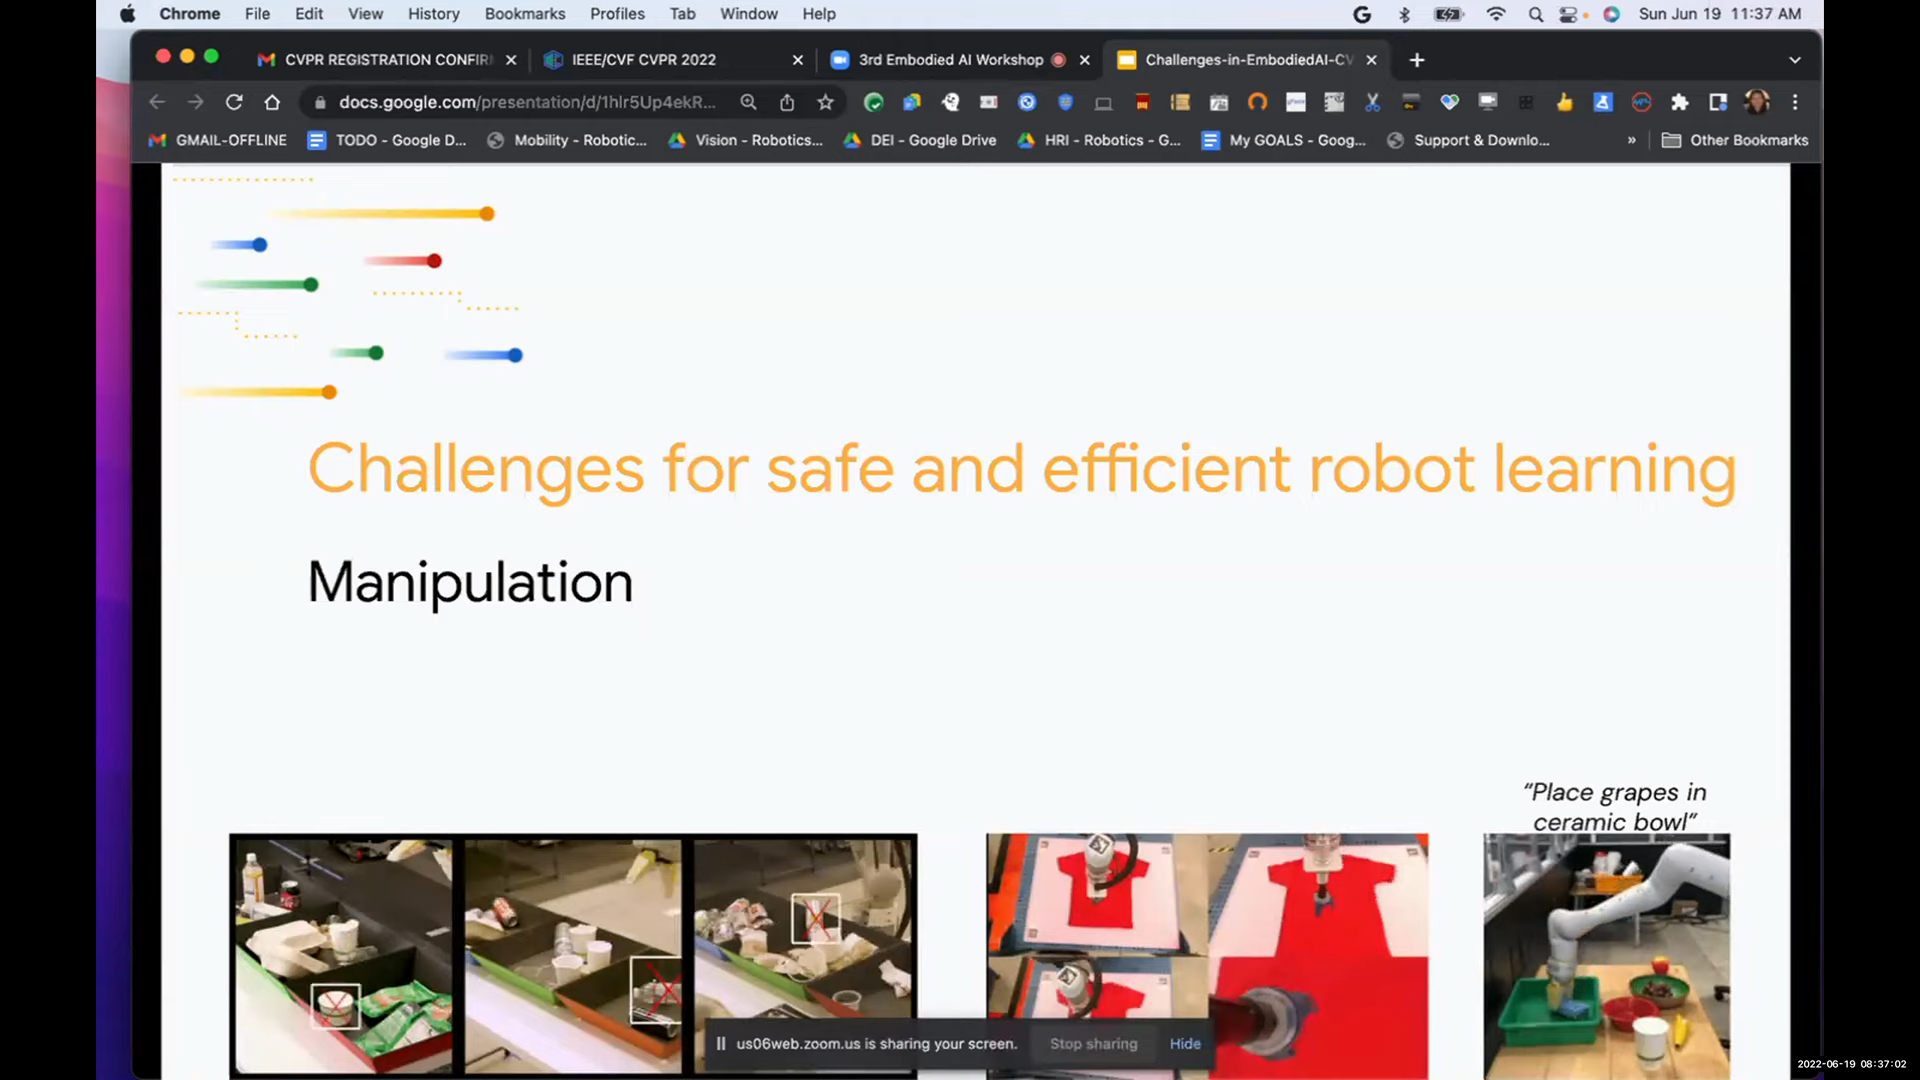 Chrome File Edit View History Bookmarks Profiles Tab Window Help Sun Jun 19 11:37 AM
CVPR REGISTRATION CONFIR IEEE/CVF CVPR 2022 3rd Embodied AI Workshop Challenges-in-EmbodiedAI-CV
docs.google.com/presentation/d/1hlr5Up4ekR...
GMAIL-OFFLINE TODO - Google D... Mobility - Robotic... Vision - Robotics... DEI - Google Drive HRI - Robotics - G... My GOALS - Goog... Support & Downlo... » Other Bookmarks
Challenges for safe and efficient robot learning
Manipulation
“Place grapes in
ceramic bowl”
us06web.zoom.us is sharing your screen. Stop sharing Hide
2022-06-19 08:37:02